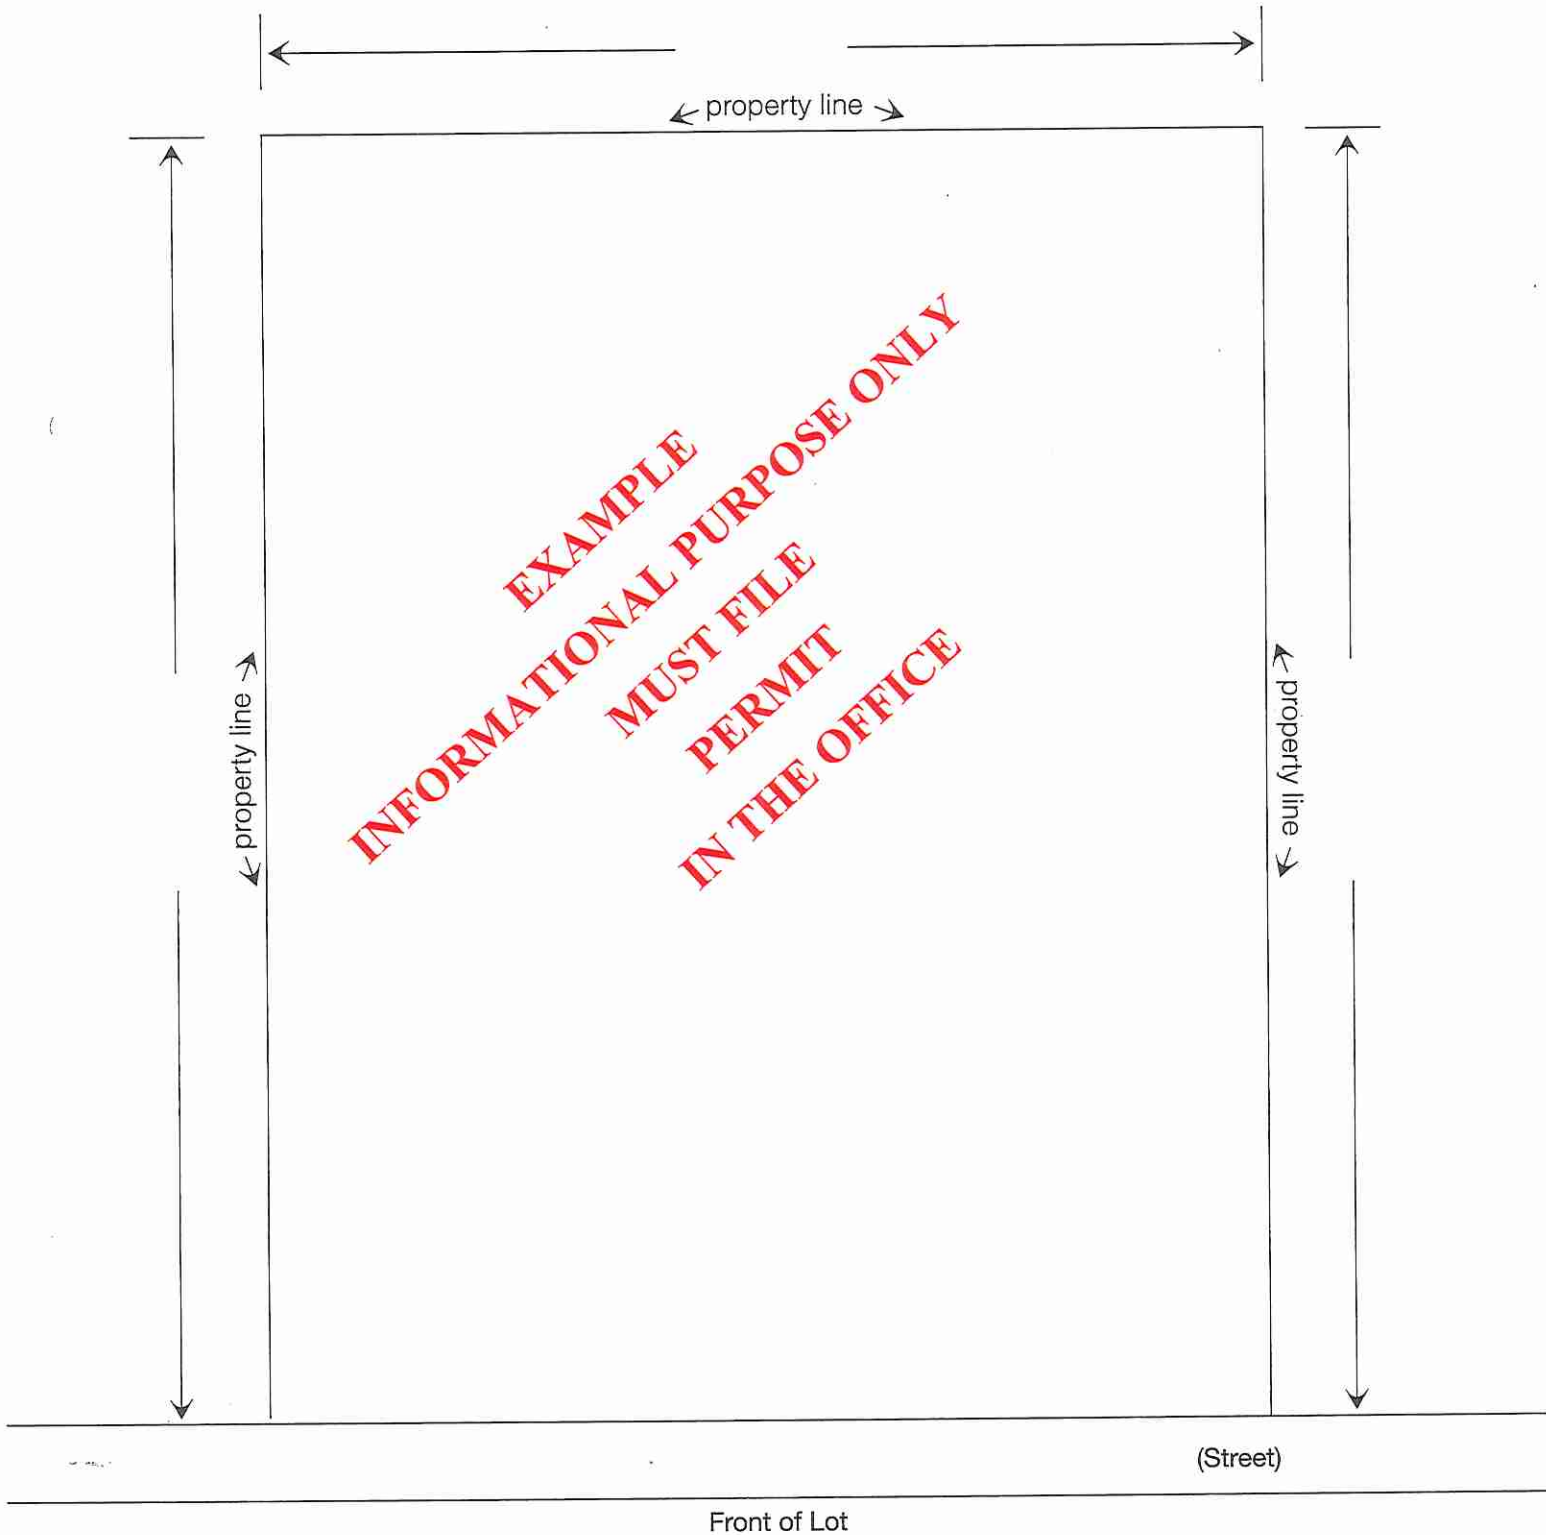 property line
EXAMPLE
INFORMATIONAL PURPOSE ONLY
MUST FILE
PERMIT
IN THE OFFICE
property line
property line
(Street)
Front of Lot